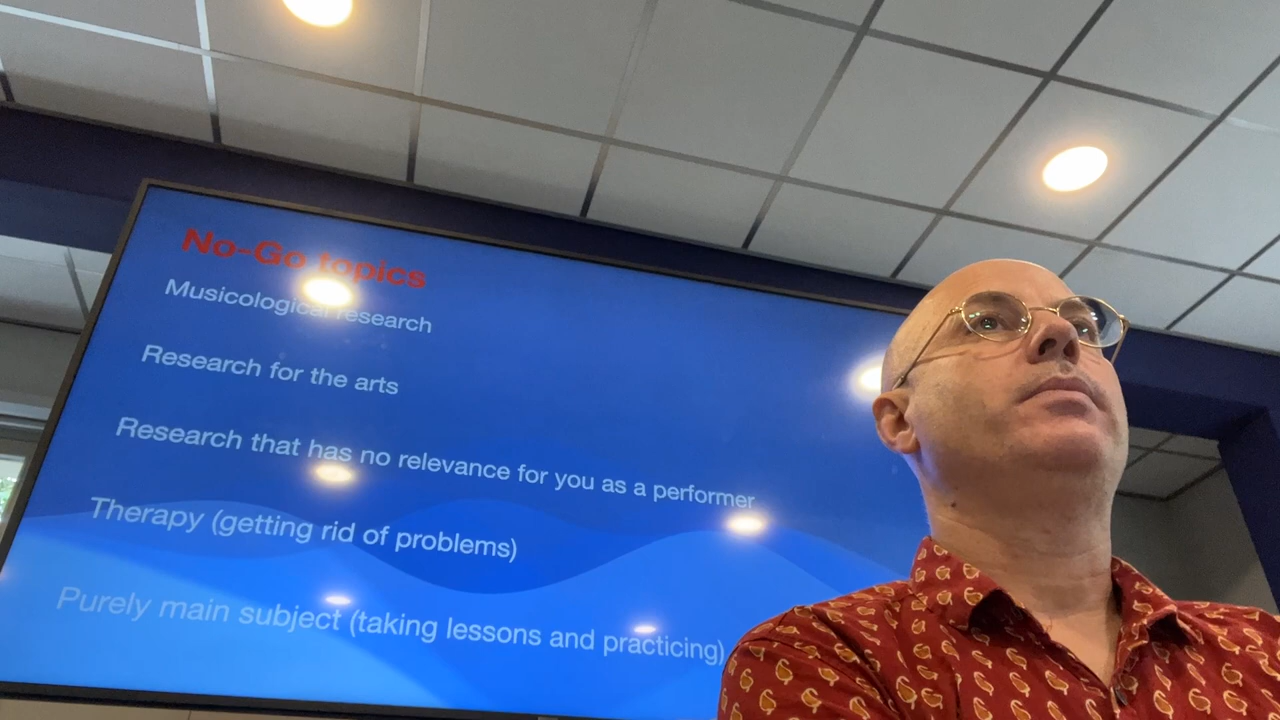 No-Go topics
Musicological research
Research for the arts
Research that has no relevance for you as a performer
Therapy (getting rid of problems)
Purely main subject (taking lessons and practicing)